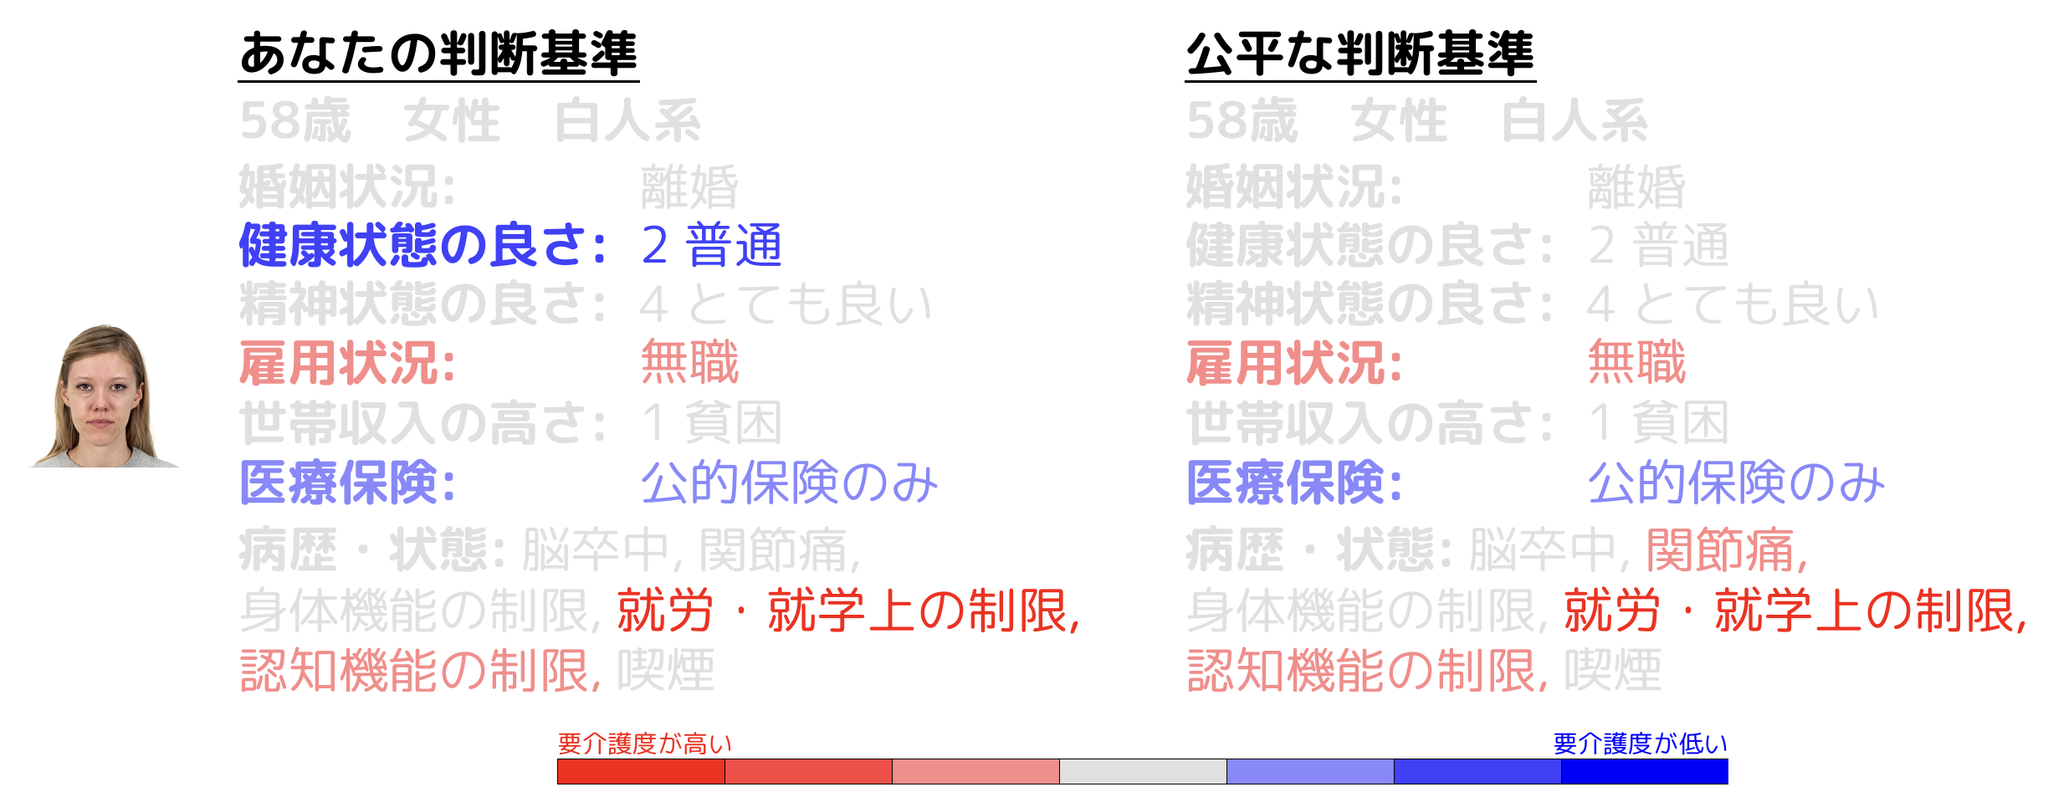 あなたの判断基準
58歳　女性　白人系
婚姻状況: 離婚
健康状態の良さ: 2 普通
精神状態の良さ: 4 とても良い
雇用状況: 無職
世帯収入の高さ: 1 貧困
医療保険: 公的保険のみ
病歴・状態: 脳卒中, 関節痛,
身体機能の制限, 就労・就学上の制限,
認知機能の制限, 喫煙
公平な判断基準
58歳　女性　白人系
婚姻状況: 離婚
健康状態の良さ: 2 普通
精神状態の良さ: 4 とても良い
雇用状況: 無職
世帯収入の高さ: 1 貧困
医療保険: 公的保険のみ
病歴・状態: 脳卒中, 関節痛,
身体機能の制限, 就労・就学上の制限,
認知機能の制限, 喫煙
要介護度が高い
要介護度が低い